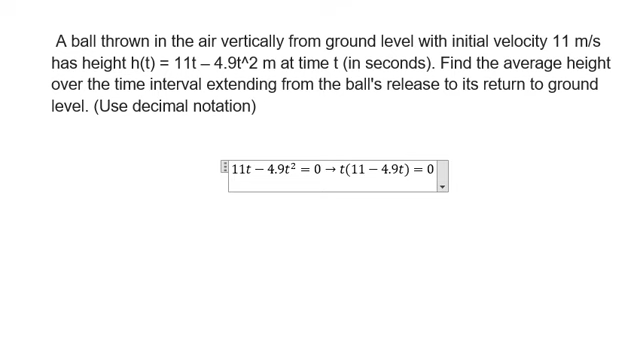 A ball thrown in the air vertically from ground level with initial velocity 11 m/s
has height h(t) = 11t – 4.9t^2 m at time t (in seconds). Find the average height
over the time interval extending from the ball's release to its return to ground
level. (Use decimal notation)
11t − 4.9t² = 0 → t(11 − 4.9t) = 0